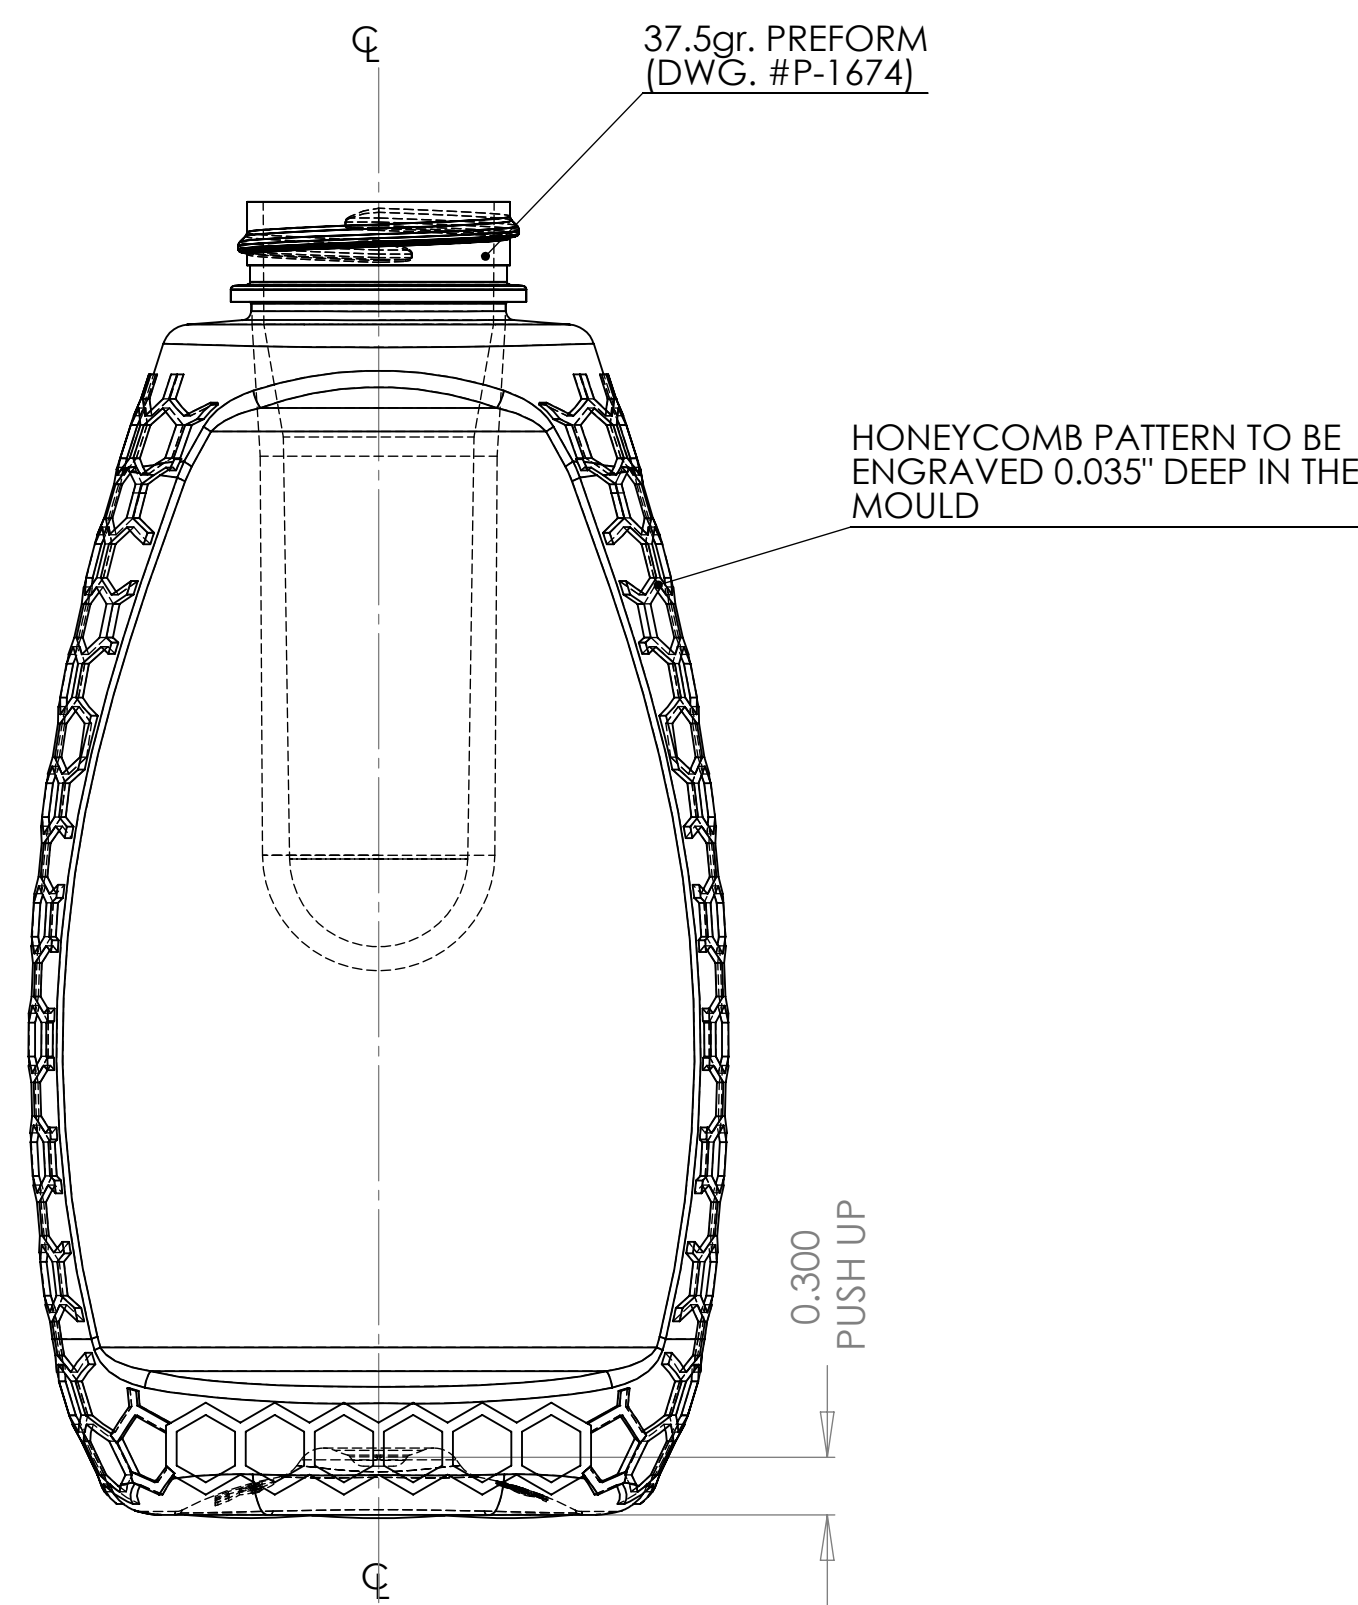 ℄
37.5gr. PREFORM
(DWG. #P-1674)
HONEYCOMB PATTERN TO BE
ENGRAVED 0.035" DEEP IN THE
MOULD
0.300
PUSH UP
℄